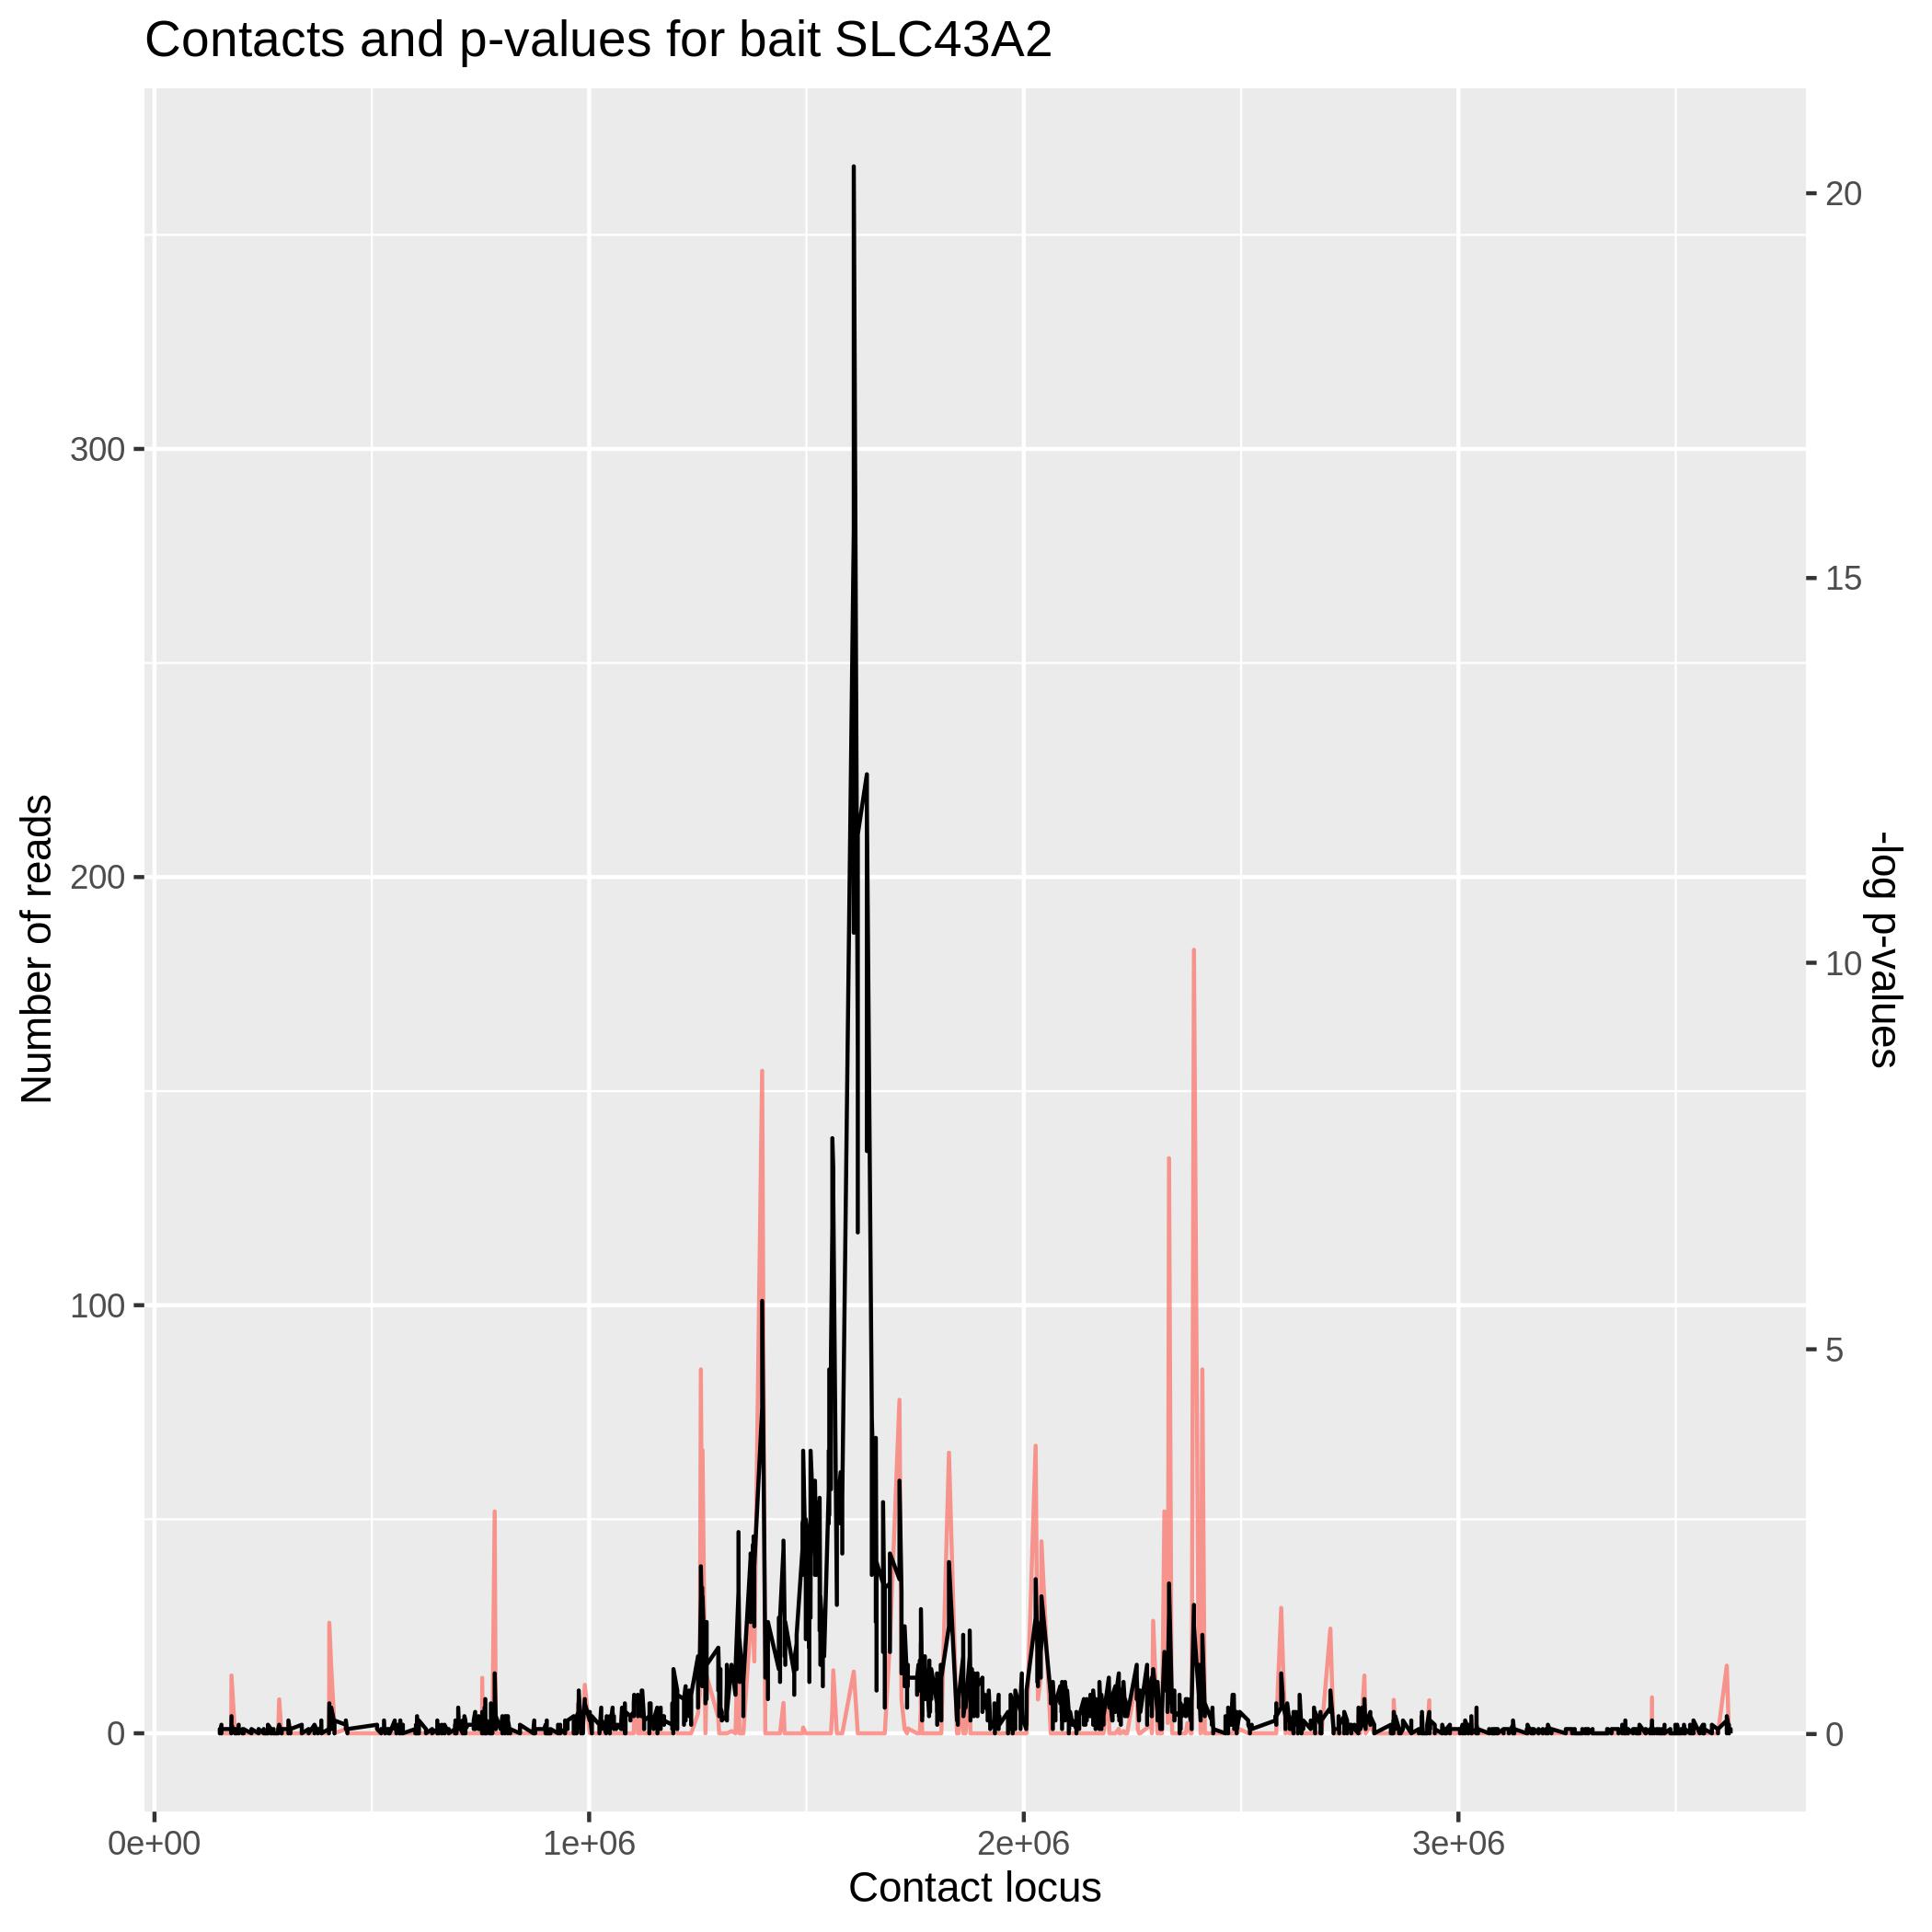 Contacts and p-values for bait SLC43A2
Number of reads
300
200
100
0
20
15
10
5
0
-log p-values
0e+00
1e+06
2e+06
3e+06
Contact locus